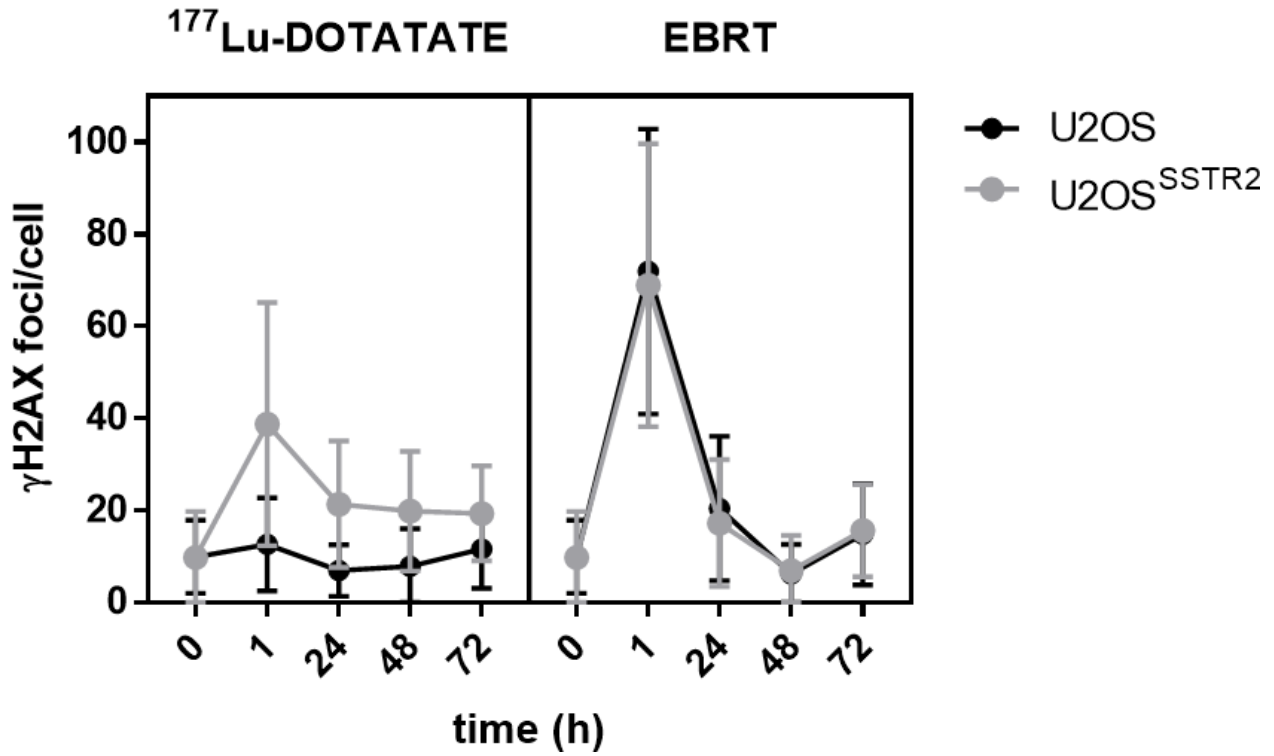 ¹⁷⁷Lu-DOTATATE EBRT
γH2AX foci/cell
100
80
60
40
20
0
0 1 24 48 72 0 1 24 48 72
time (h)
U2OS
U2OS^SSTR2